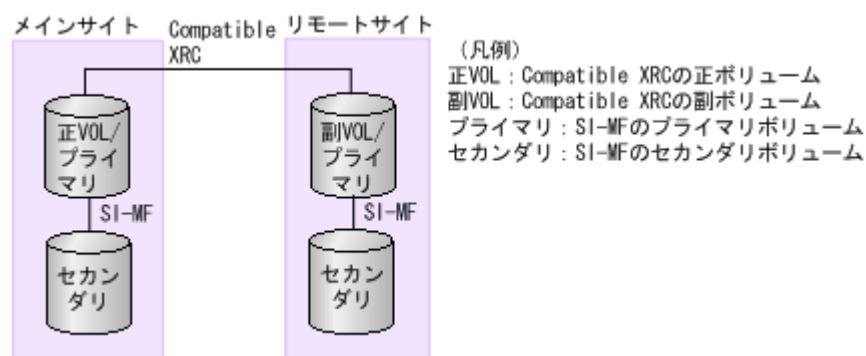 メインサイト
Compatible
XRC
リモートサイト
正VOL/
プライ
マリ
SI-MF
セカン
ダリ
副VOL/
プライ
マリ
SI-MF
セカン
ダリ
(凡例)
正VOL:Compatible XRCの正ボリューム
副VOL:Compatible XRCの副ボリューム
プライマリ:SI-MFのプライマリボリューム
セカンダリ:SI-MFのセカンダリボリューム